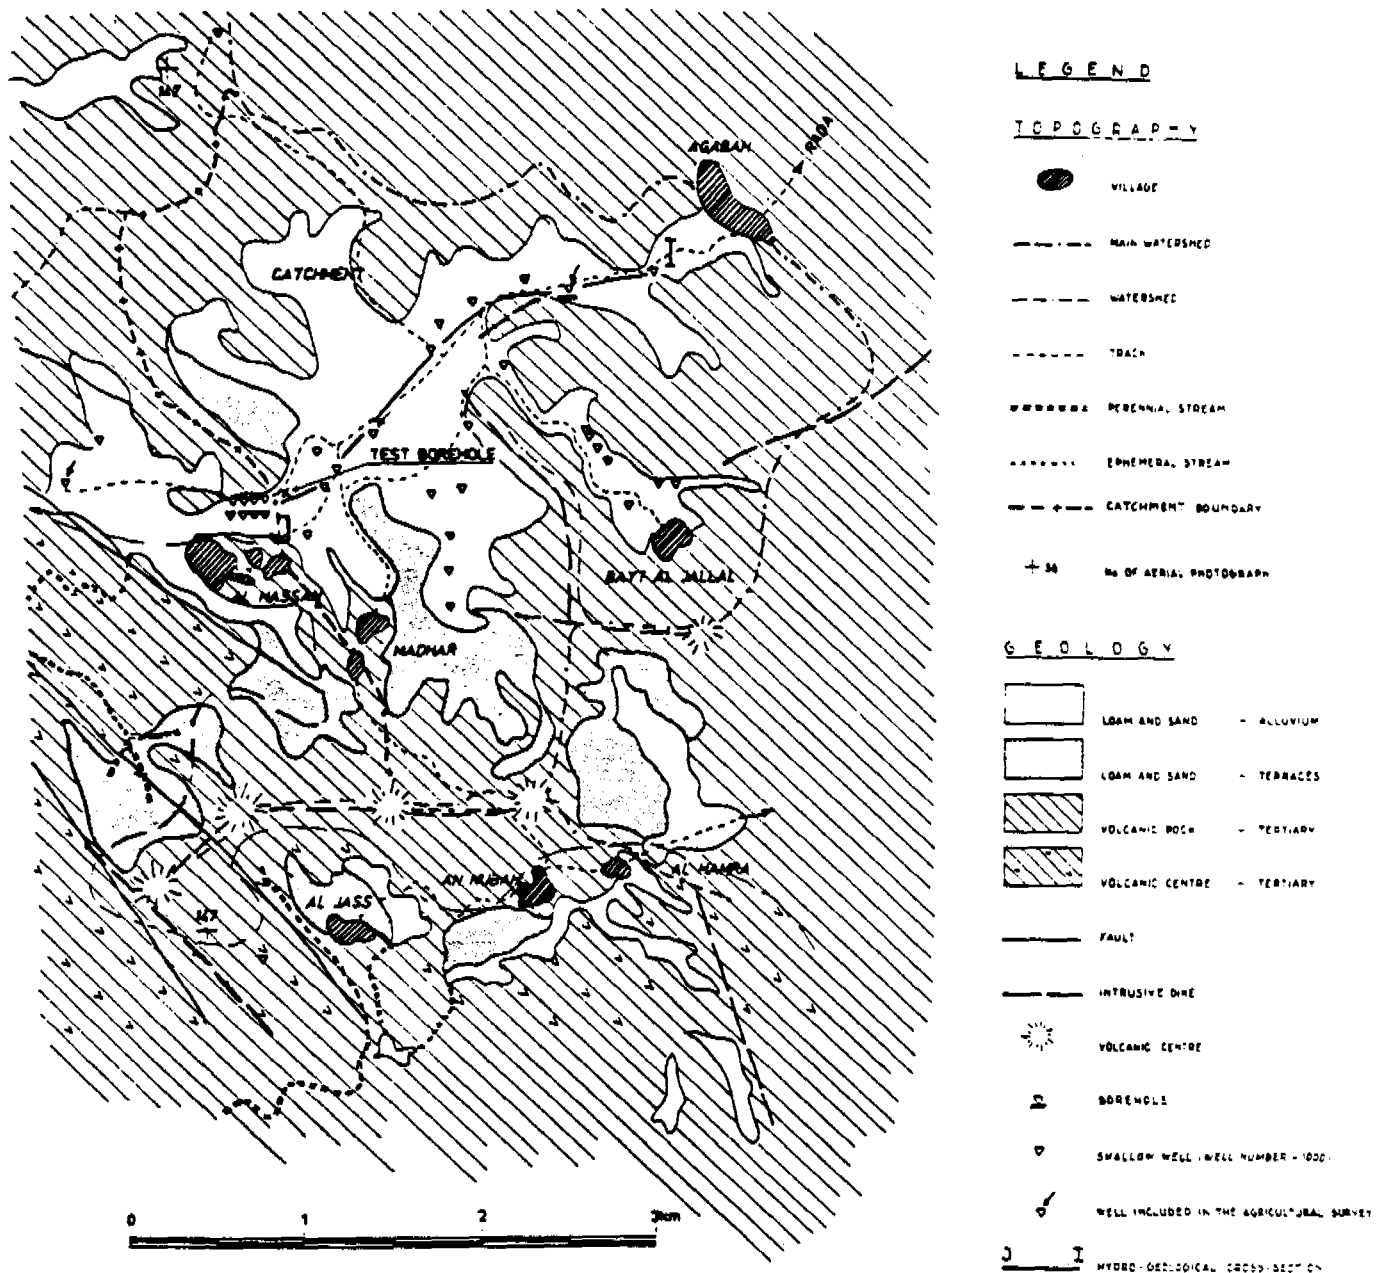 AGABAH
RADA
CATCHMENT
TEST BOREHOLE
BAYT AL JALLAL
AL HASSAN
MADHAR
AL HAMRA
AL JASS
167
0 1 2 3km
LEGEND
TOPOGRAPHY
VILLAGE
MAIN WATERSHED
WATERSHED
TRACK
PERENNIAL STREAM
EPHEMERAL STREAM
CATCHMENT BOUNDARY
No OF AERIAL PHOTOGRAPH
GEOLOGY
LOAM AND SAND - ALLUVIUM
LOAM AND SAND - TERRACES
VOLCANIC ROCK - TERTIARY
VOLCANIC CENTRE - TERTIARY
FAULT
INTRUSIVE DIKE
VOLCANIC CENTRE
BOREHOLE
SHALLOW WELL (WELL NUMBER - 1000)
WELL INCLUDED IN THE AGRICULTURAL SURVEY
J I
HYDRO-GEOLOGICAL CROSS-SECTION